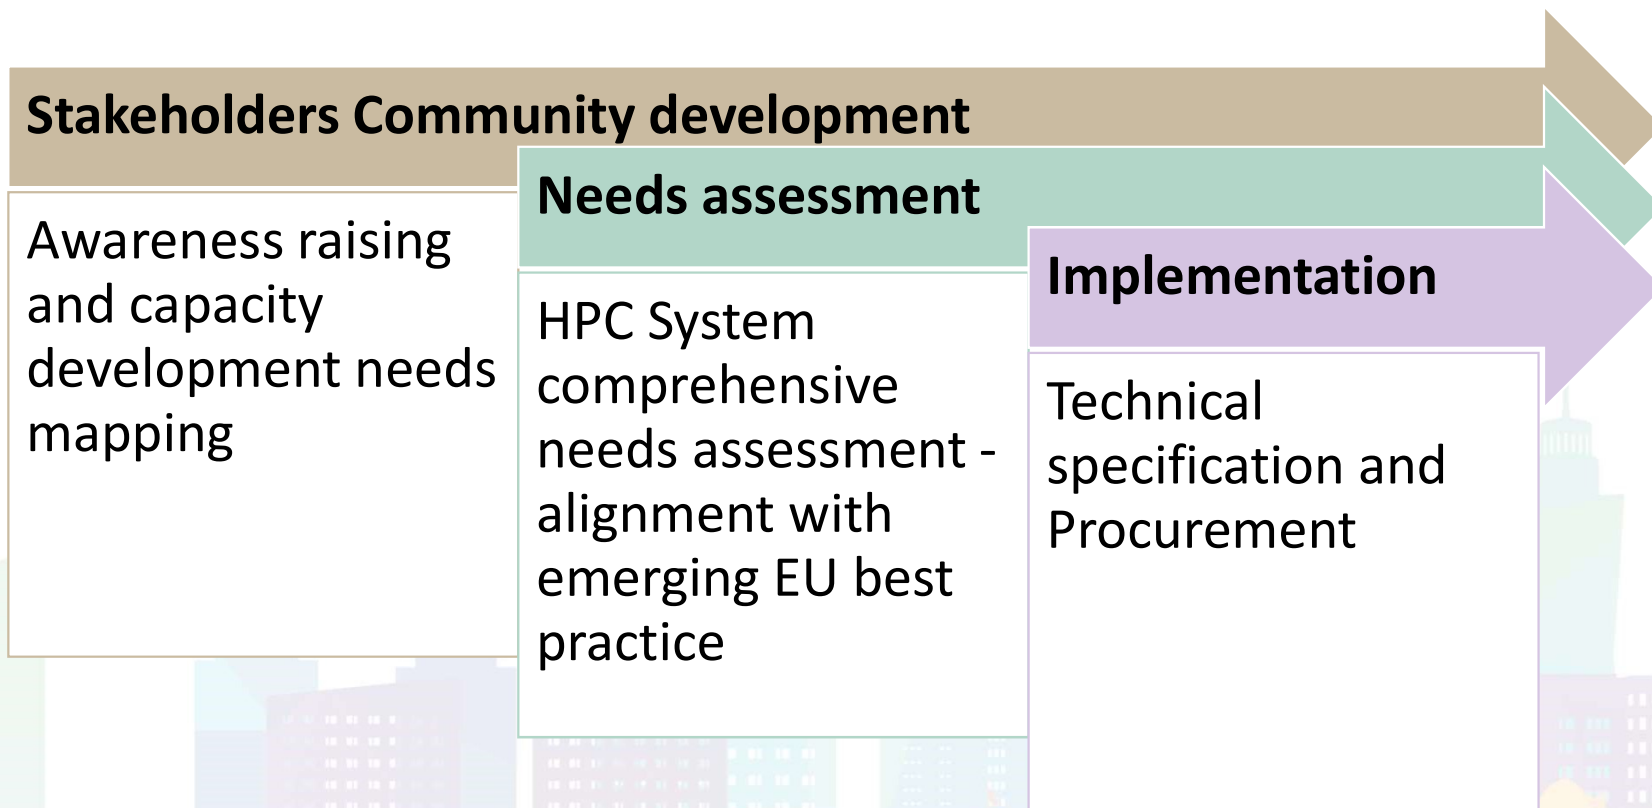 Stakeholders Community development
Awareness raising
and capacity
development needs
mapping
Needs assessment
HPC System
comprehensive
needs assessment -
alignment with
emerging EU best
practice
Implementation
Technical
specification and
Procurement